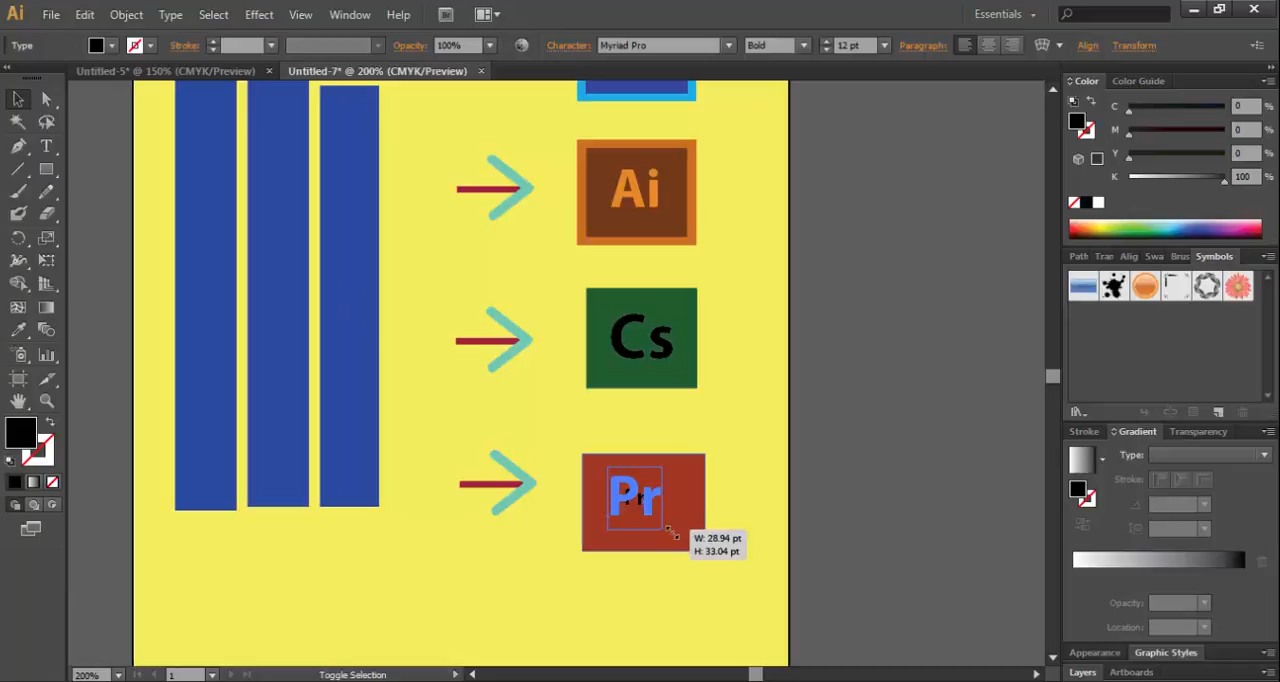 Ai File Edit Object Type Select Effect View Window Help Br Essentials
Type Stroke: Opacity: 100% Character: Myriad Pro Bold 12 pt Paragraph: Align Transform
Untitled-5* @ 150% (CMYK/Preview) × Untitled-7* @ 200% (CMYK/Preview) ×
Color Color Guide
C 0 %
M 0 %
Y 0 %
K 100 %
Path Tran Alig Swa Brus Symbols
Ai
Cs
Pr
W: 28.94 pt
H: 33.04 pt
Stroke Gradient Transparency
Type:
Stroke:
Opacity: %
Location: %
Appearance Graphic Styles
Layers Artboards
200% 1 Toggle Selection